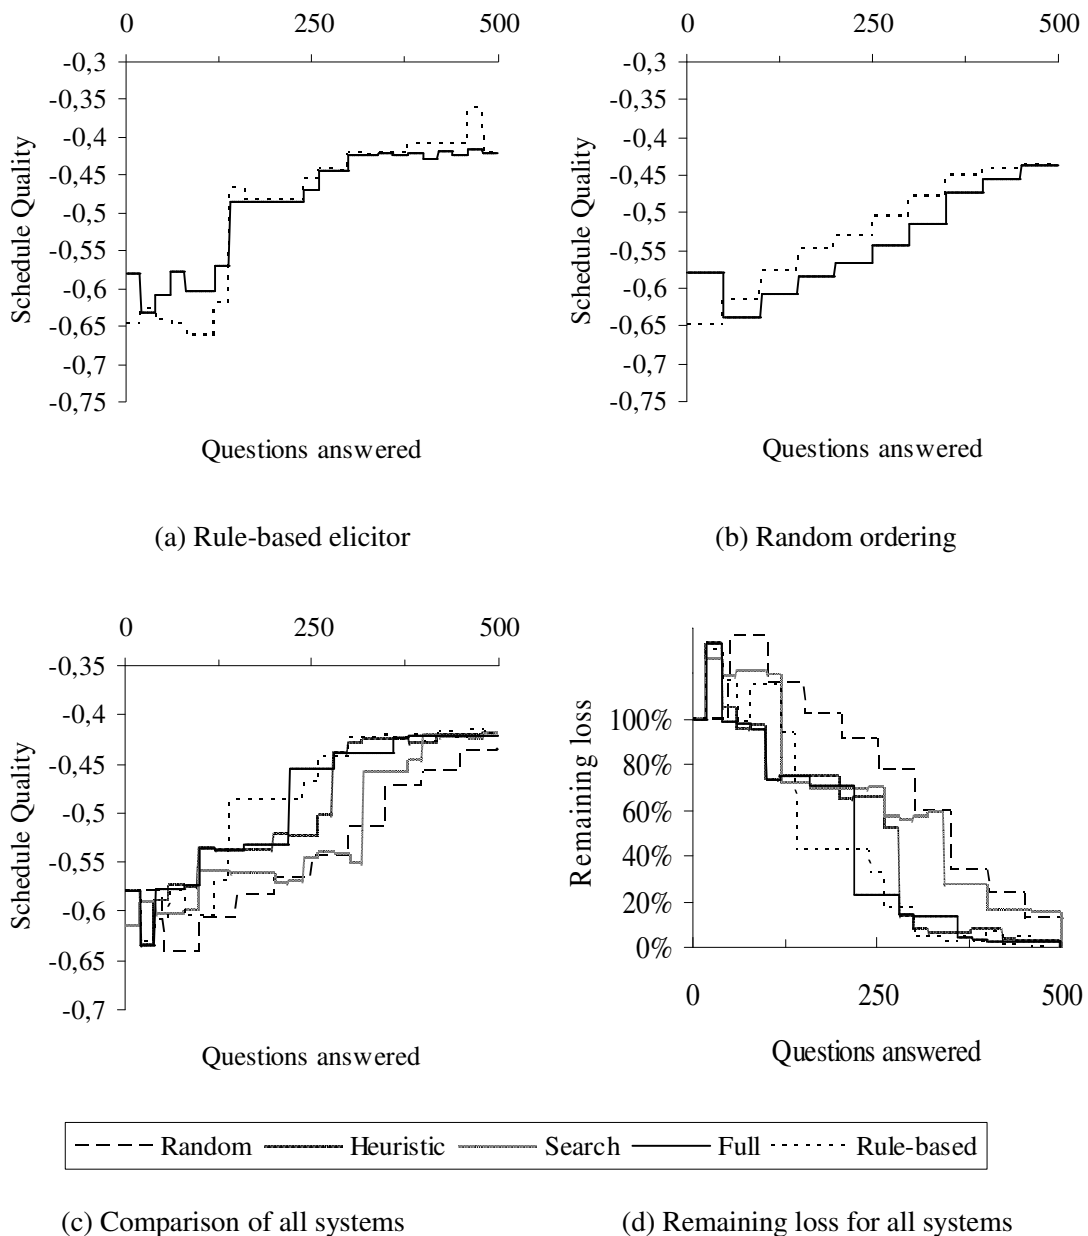 0 250 500
-0,3
-0,35
-0,4
-0,45
-0,5
-0,55
-0,6
-0,65
-0,7
-0,75
Schedule Quality
Questions answered
(a) Rule-based elicitor
0 250 500
-0,3
-0,35
-0,4
-0,45
-0,5
-0,55
-0,6
-0,65
-0,7
-0,75
Schedule Quality
Questions answered
(b) Random ordering
0 250 500
-0,35
-0,4
-0,45
-0,5
-0,55
-0,6
-0,65
-0,7
Schedule Quality
Questions answered
100%
80%
60%
40%
20%
0%
Remaining loss
0 250 500
Questions answered
Random Heuristic Search Full Rule-based
(c) Comparison of all systems
(d) Remaining loss for all systems